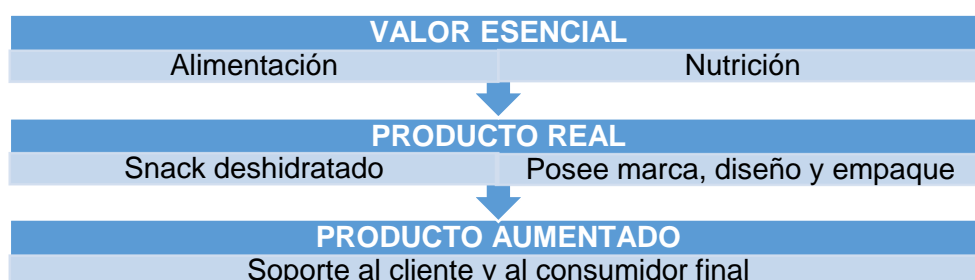 VALOR ESENCIAL
Alimentación Nutrición
PRODUCTO REAL
Snack deshidratado Posee marca, diseño y empaque
PRODUCTO AUMENTADO
Soporte al cliente y al consumidor final